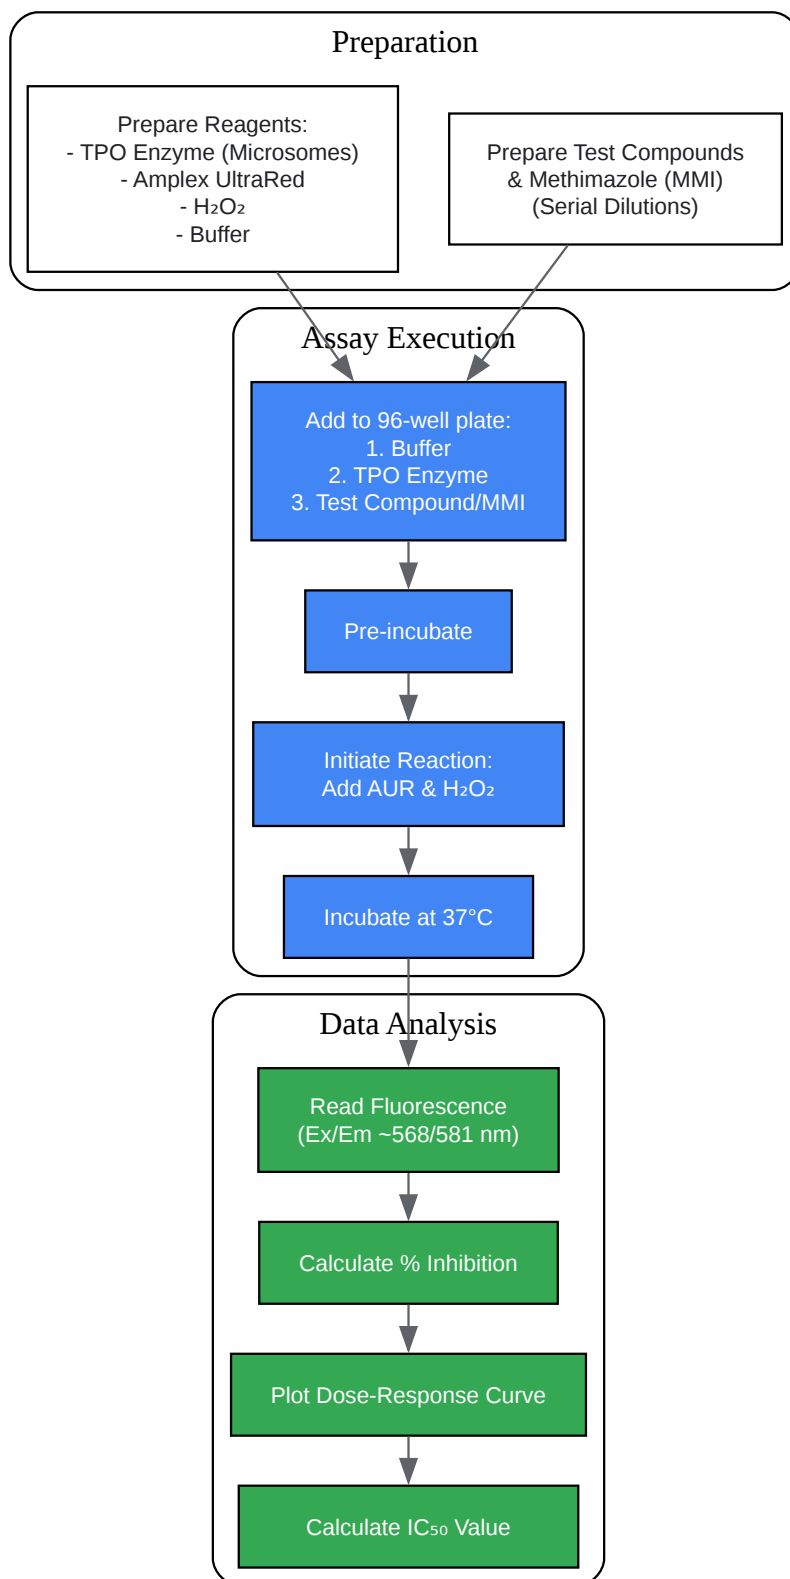 Preparation
Prepare Reagents:
- TPO Enzyme (Microsomes)
- Amplex UltraRed
- H₂O₂
- Buffer
Prepare Test Compounds
& Methimazole (MMI)
(Serial Dilutions)
Assay Execution
Add to 96-well plate:
1. Buffer
2. TPO Enzyme
3. Test Compound/MMI
Pre-incubate
Initiate Reaction:
Add AUR & H₂O₂
Incubate at 37°C
Data Analysis
Read Fluorescence
(Ex/Em ~568/581 nm)
Calculate % Inhibition
Plot Dose-Response Curve
Calculate IC₅₀ Value